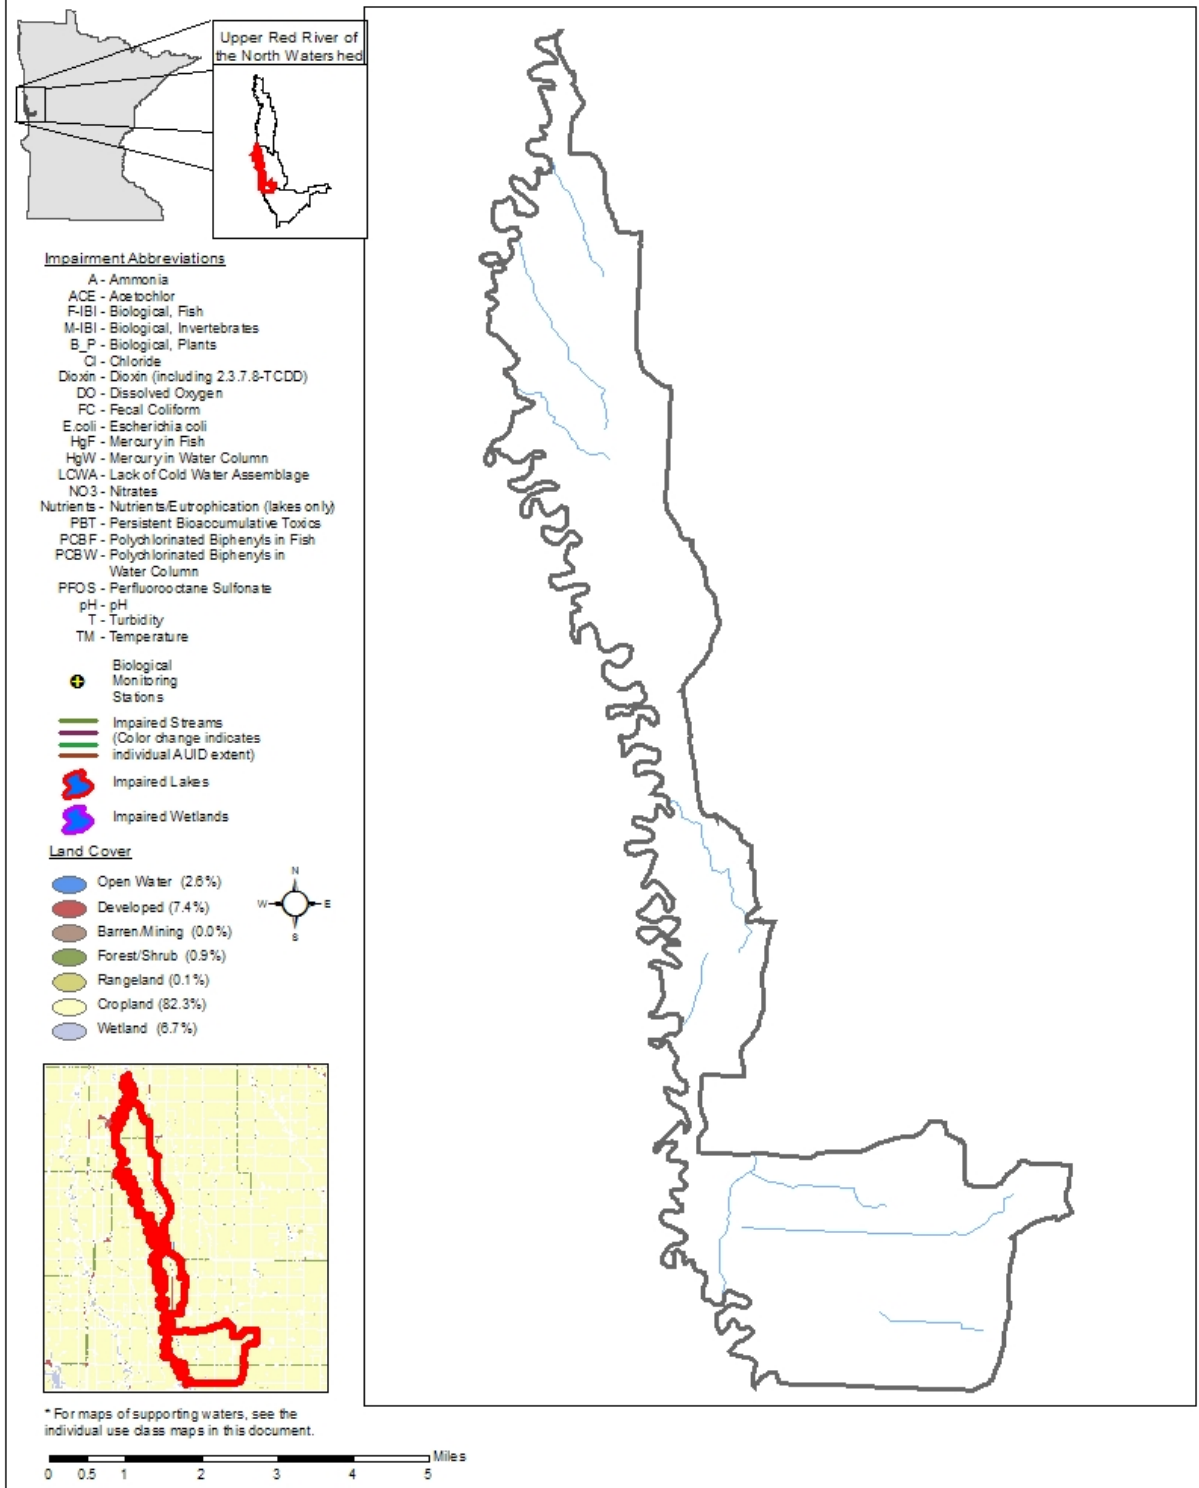 Upper Red River of
the North Watershed
Impairment Abbreviations
A - Ammonia
ACE - Acetochlor
F-IBI - Biological, Fish
M-IBI - Biological, Invertebrates
B_P - Biological, Plants
Cl - Chloride
Dioxin - Dioxin (including 2.3.7.8-TCDD)
DO - Dissolved Oxygen
FC - Fecal Coliform
E.coli - Escherichia coli
HgF - Mercury in Fish
HgW - Mercury in Water Column
LCWA - Lack of Cold Water Assemblage
NO3 - Nitrates
Nutrients - Nutrients/Eutrophication (lakes only)
PBT - Persistent Bioaccumulative Toxics
PCBF - Polychlorinated Biphenyls in Fish
PCBW - Polychlorinated Biphenyls in
Water Column
PFOS - Perfluorooctane Sulfonate
pH - pH
T - Turbidity
TM - Temperature
Biological
Monitoring
Stations
Impaired Streams
(Color change indicates
individual AUID extent)
Impaired Lakes
Impaired Wetlands
Land Cover
Open Water (2.6%)
Developed (7.4%)
Barren/Mining (0.0%)
Forest/Shrub (0.9%)
Rangeland (0.1%)
Cropland (82.3%)
Wetland (6.7%)
N
W E
S
* For maps of supporting waters, see the
individual use class maps in this document.
Miles
0 0.5 1 2 3 4 5